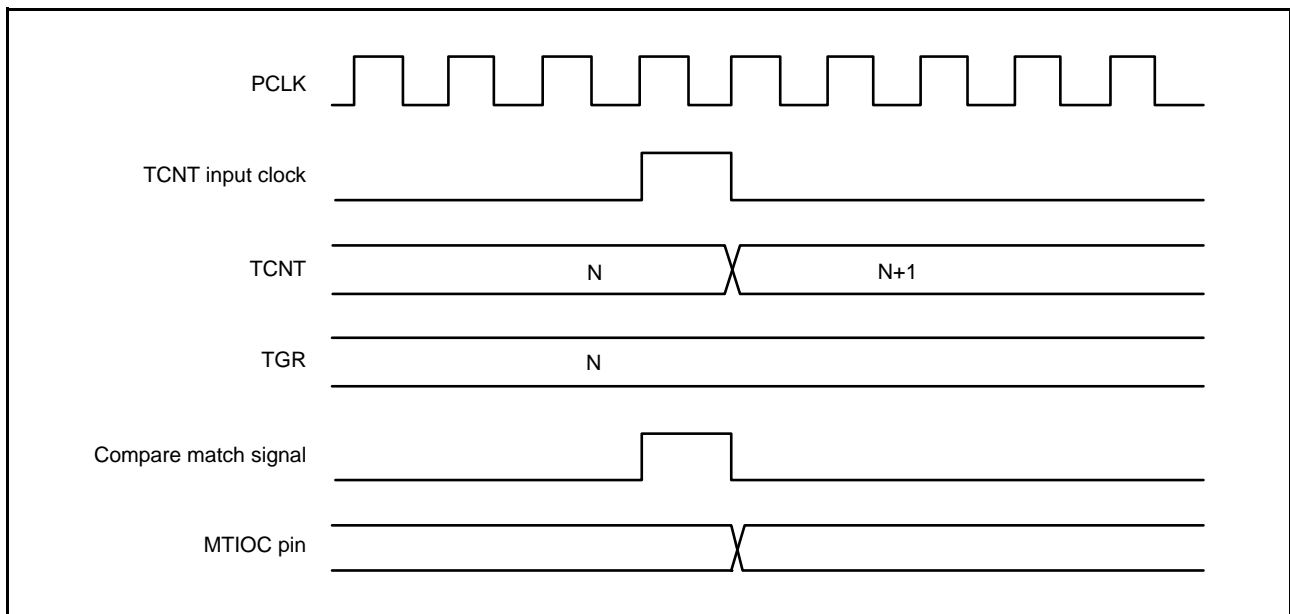 PCLK
TCNT input clock
TCNT
N
N+1
TGR
N
Compare match signal
MTIOC pin